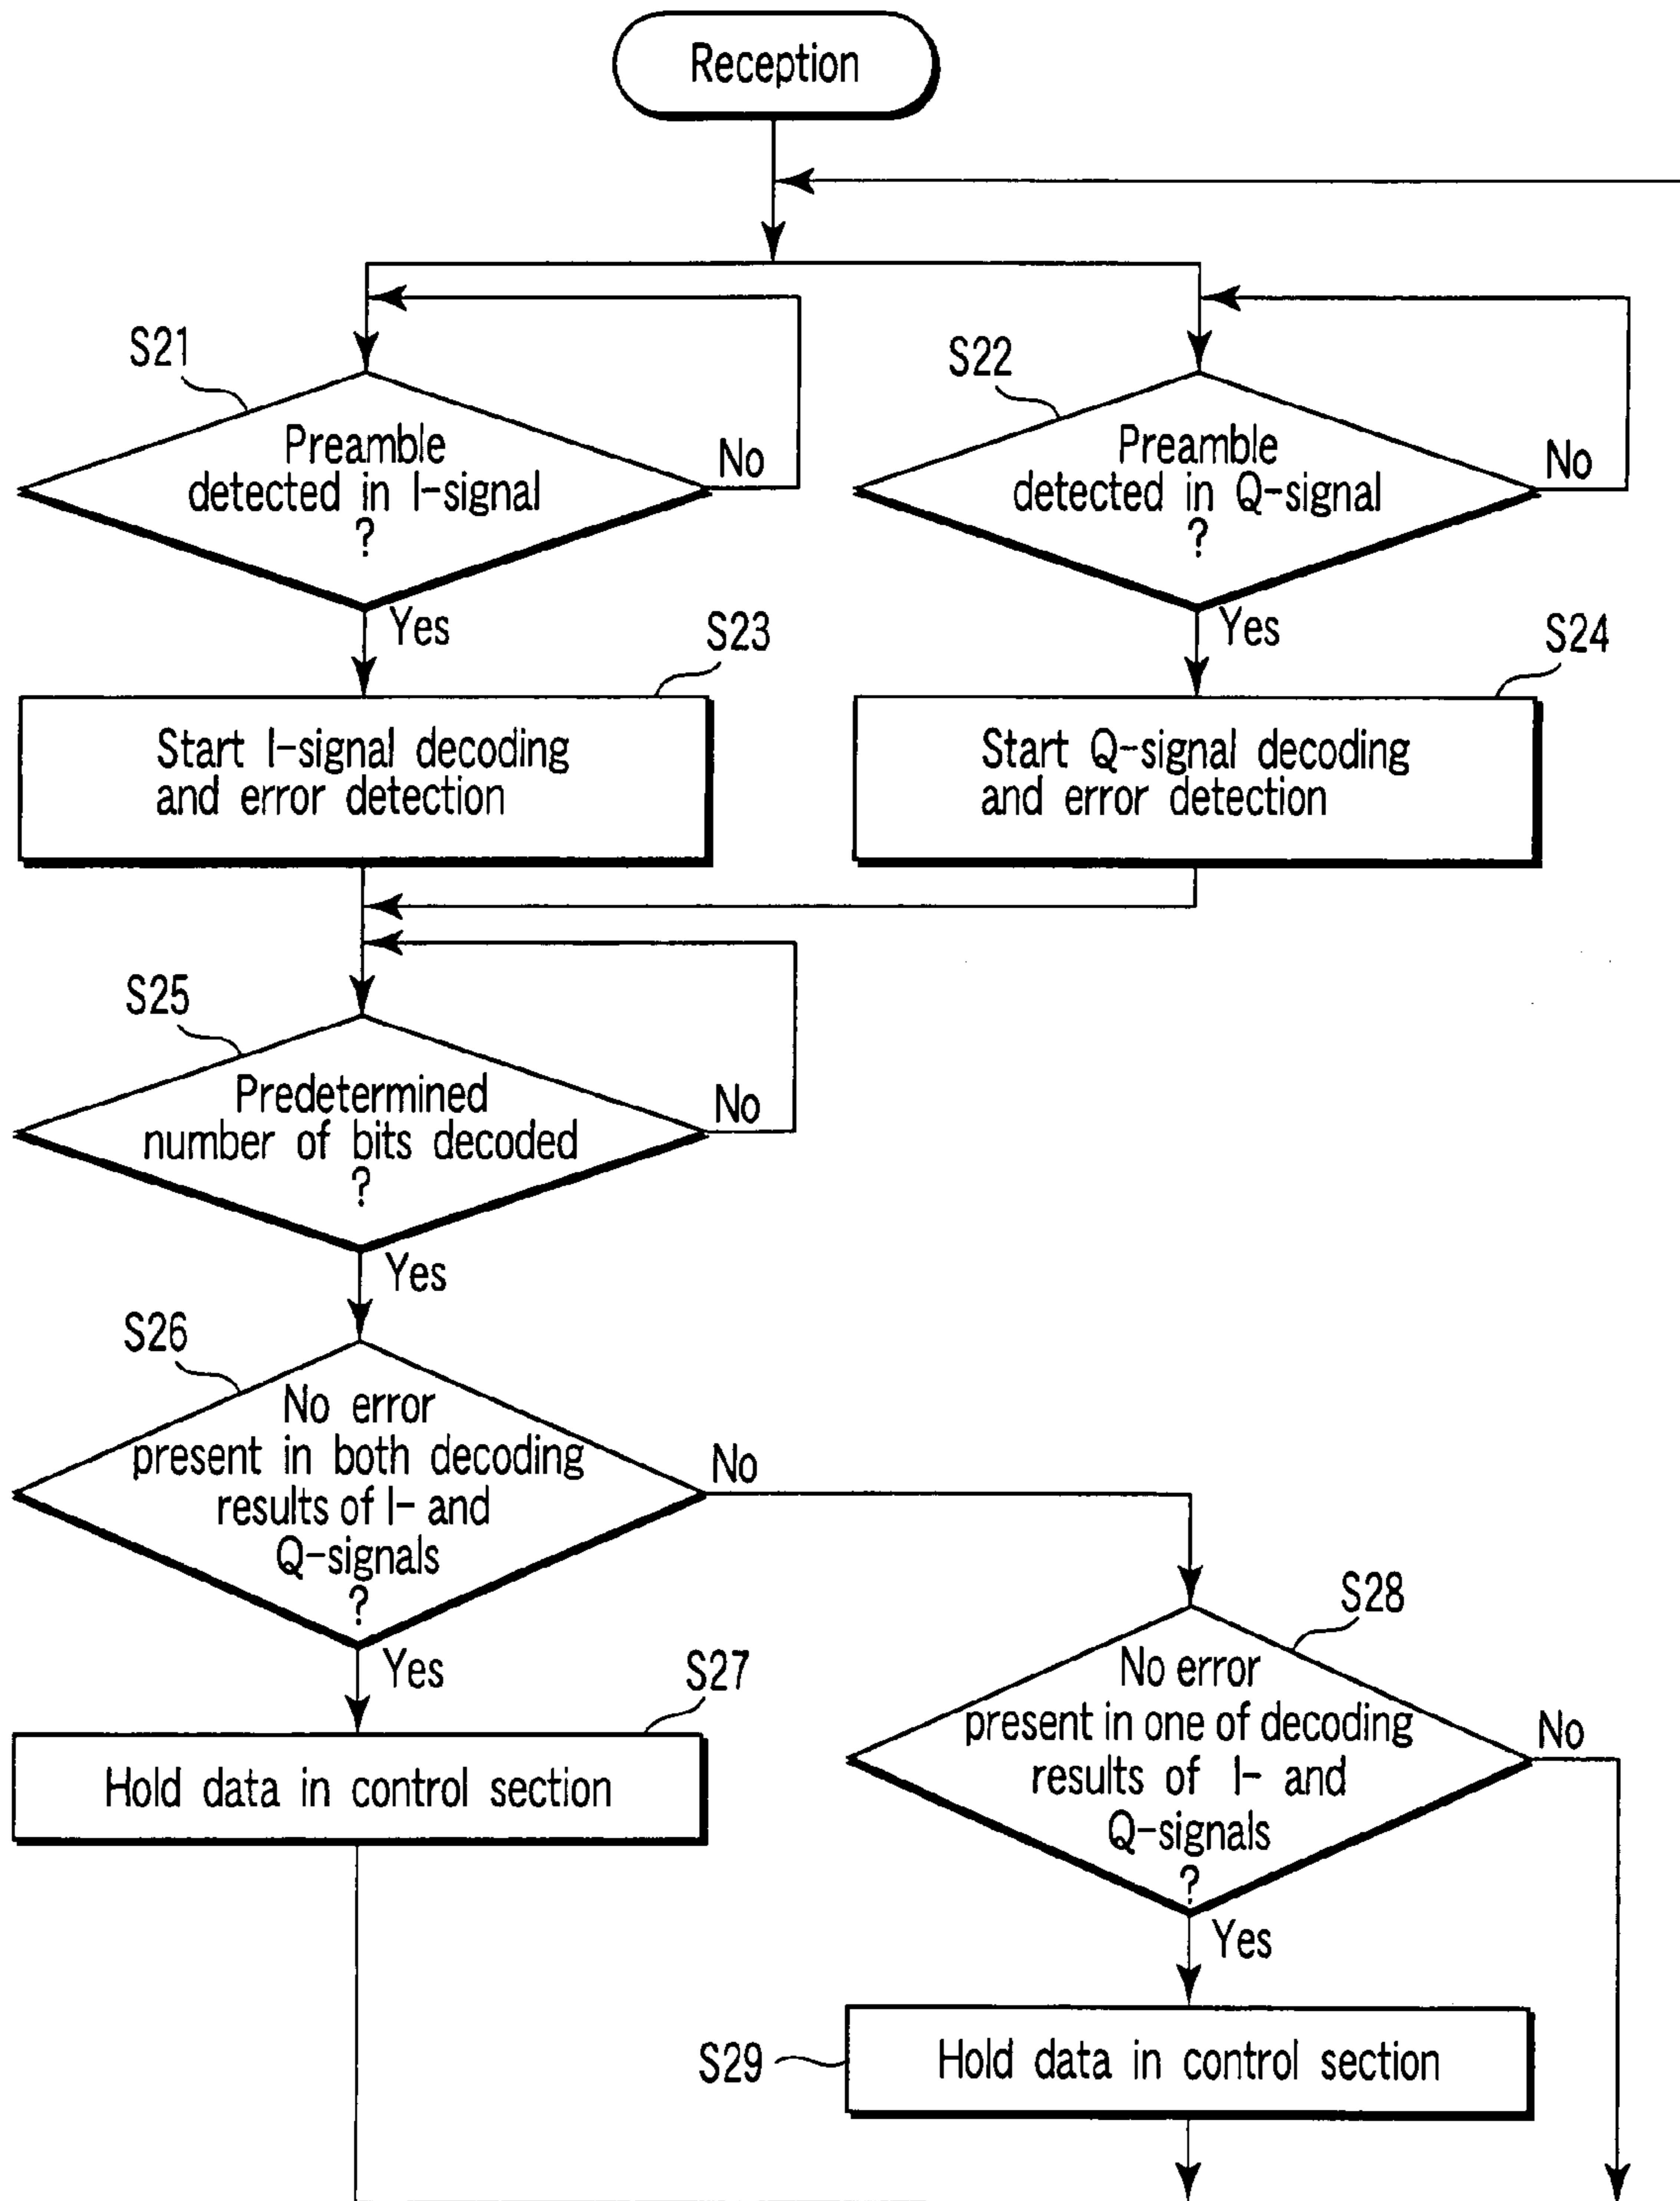 Reception
S21
Preamble
detected in I-signal
?
No
Yes
S22
Preamble
detected in Q-signal
?
No
Yes
S23
Start I-signal decoding
and error detection
S24
Start Q-signal decoding
and error detection
S25
Predetermined
number of bits decoded
?
No
Yes
S26
No error
present in both decoding
results of I- and
Q-signals
?
No
Yes
S27
Hold data in control section
S28
No error
present in one of decoding
results of I- and
Q-signals
?
No
Yes
S29
Hold data in control section